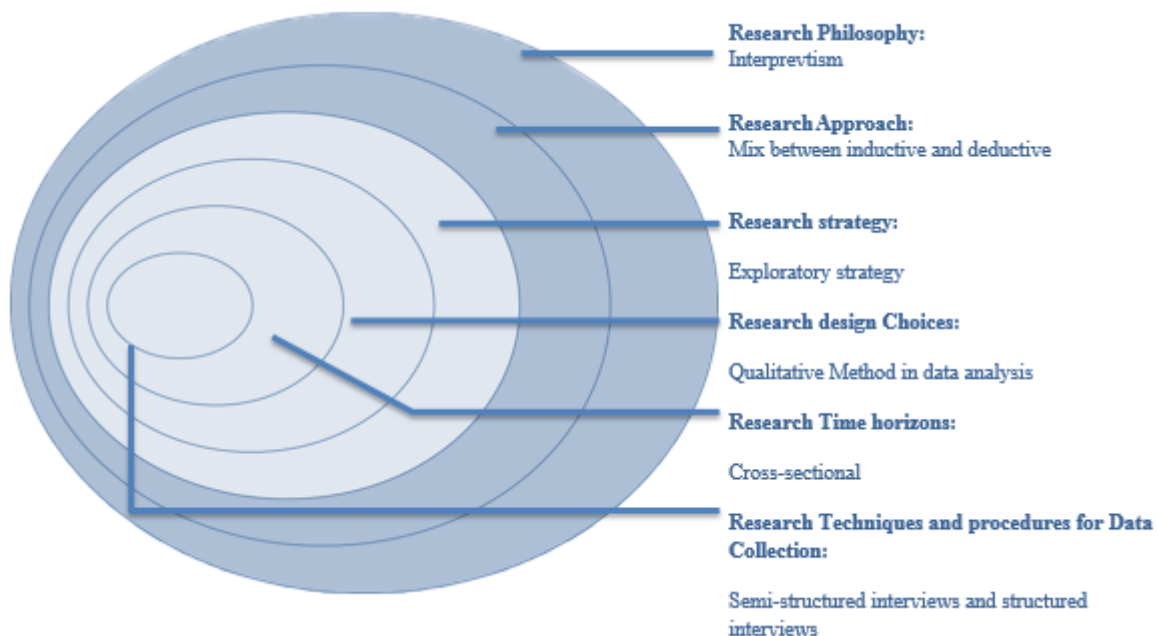 Research Philosophy:
Interprevtism
Research Approach:
Mix between inductive and deductive
Research strategy:
Exploratory strategy
Research design Choices:
Qualitative Method in data analysis
Research Time horizons:
Cross-sectional
Research Techniques and procedures for Data
Collection:
Semi-structured interviews and structured
interviews